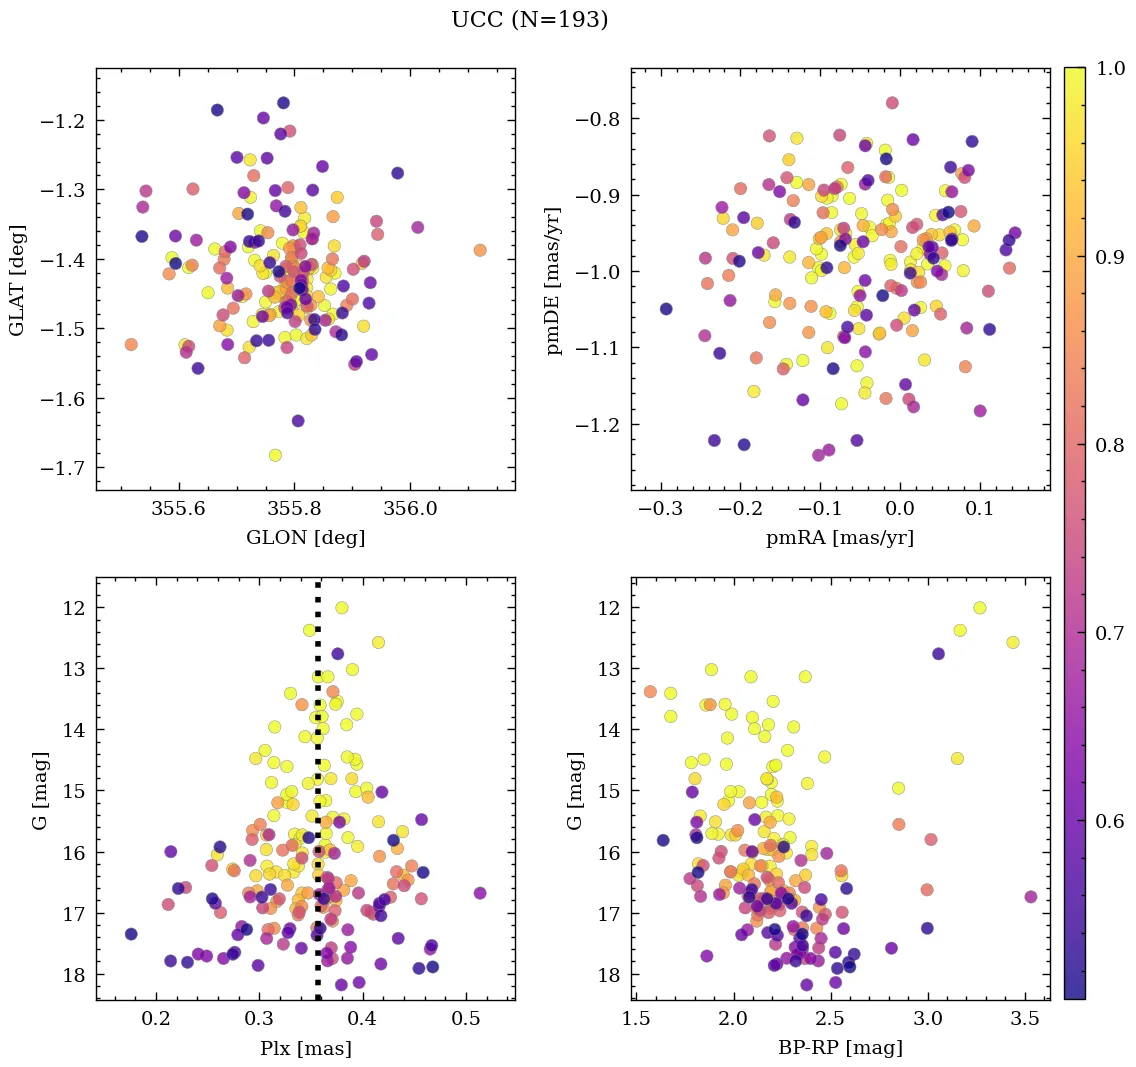 UCC (N=193)
−1.2
−1.3
−1.4
−1.5
−1.6
−1.7
GLAT [deg]
355.6 355.8 356.0
GLON [deg]
−0.8
−0.9
−1.0
−1.1
−1.2
pmDE [mas/yr]
−0.3 −0.2 −0.1 0.0 0.1
pmRA [mas/yr]
12
13
14
15
16
17
18
G [mag]
0.2 0.3 0.4 0.5
Plx [mas]
12
13
14
15
16
17
18
G [mag]
1.5 2.0 2.5 3.0 3.5
BP-RP [mag]
1.0
0.9
0.8
0.7
0.6